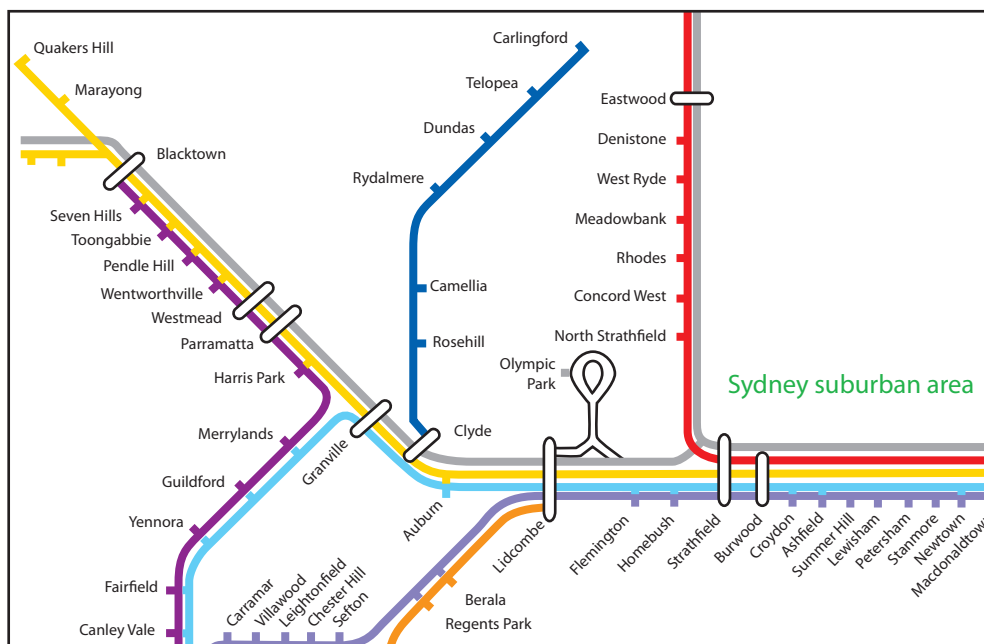 Quakers Hill
Marayong
Blacktown
Seven Hills
Toongabbie
Pendle Hill
Wentworthville
Westmead
Parramatta
Harris Park
Merrylands
Guildford
Yennora
Fairfield
Canley Vale
Granville
Carlingford
Telopea
Dundas
Rydalmere
Camellia
Rosehill
Clyde
Auburn
Carramar
Villawood
Leightonfield
Chester Hill
Sefton
Berala
Regents Park
Lidcombe
Olympic
Park
Eastwood
Denistone
West Ryde
Meadowbank
Rhodes
Concord West
North Strathfield
Sydney suburban area
Flemington
Homebush
Strathfield
Burwood
Croydon
Ashfield
Summer Hill
Lewisham
Petersham
Stanmore
Newtown
Macdonaldtow